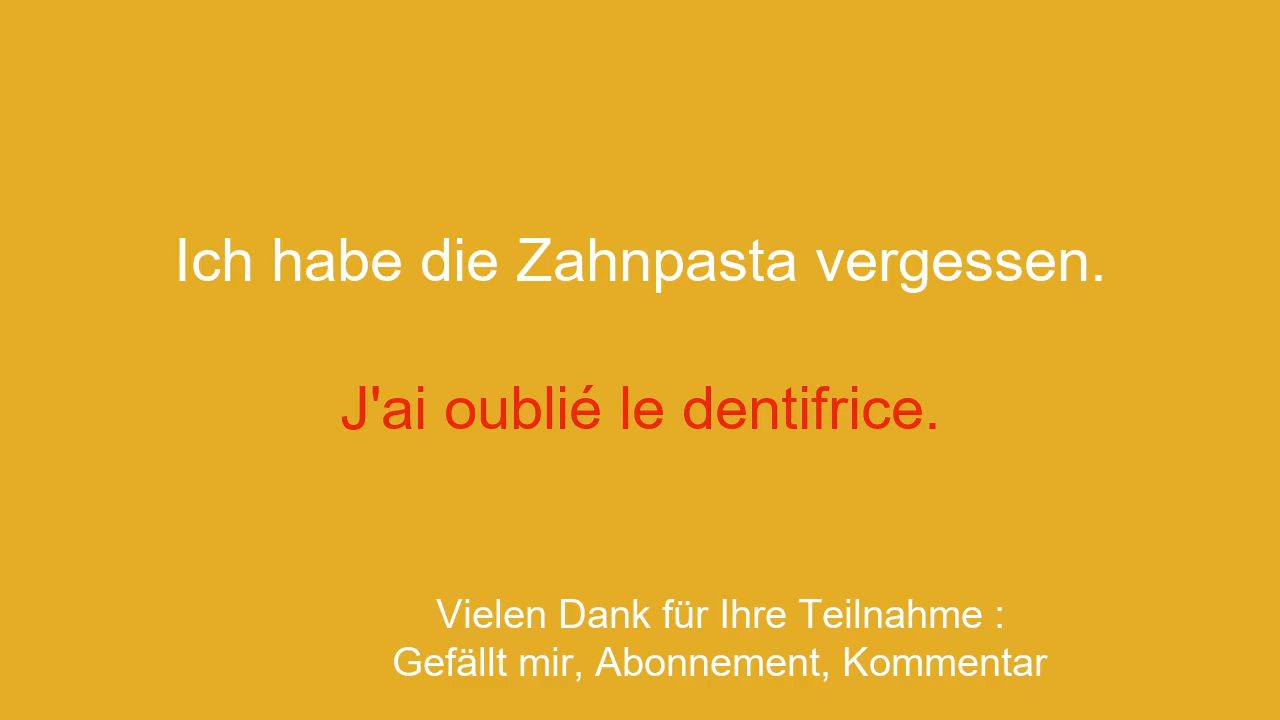 Ich habe die Zahnpasta vergessen.
J'ai oublié le dentifrice.
Vielen Dank für Ihre Teilnahme :
Gefällt mir, Abonnement, Kommentar